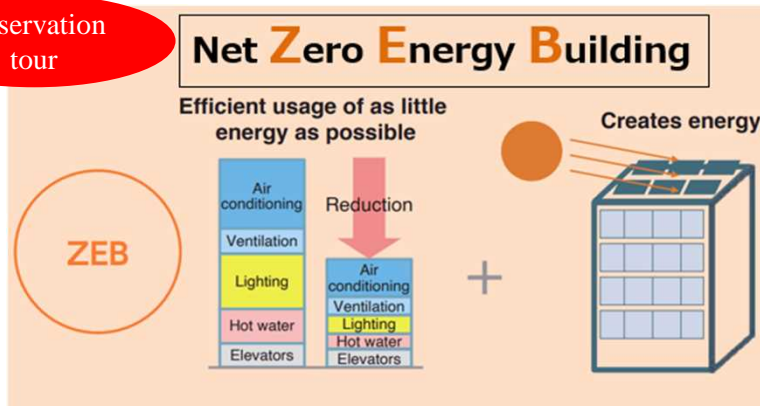 servation
tour
Net Zero Energy Building
Efficient usage of as little
energy as possible
Creates energy
ZEB
Air
conditioning
Ventilation
Lighting
Hot water
Elevators
Reduction
Air
conditioning
Ventilation
Lighting
Hot water
Elevators